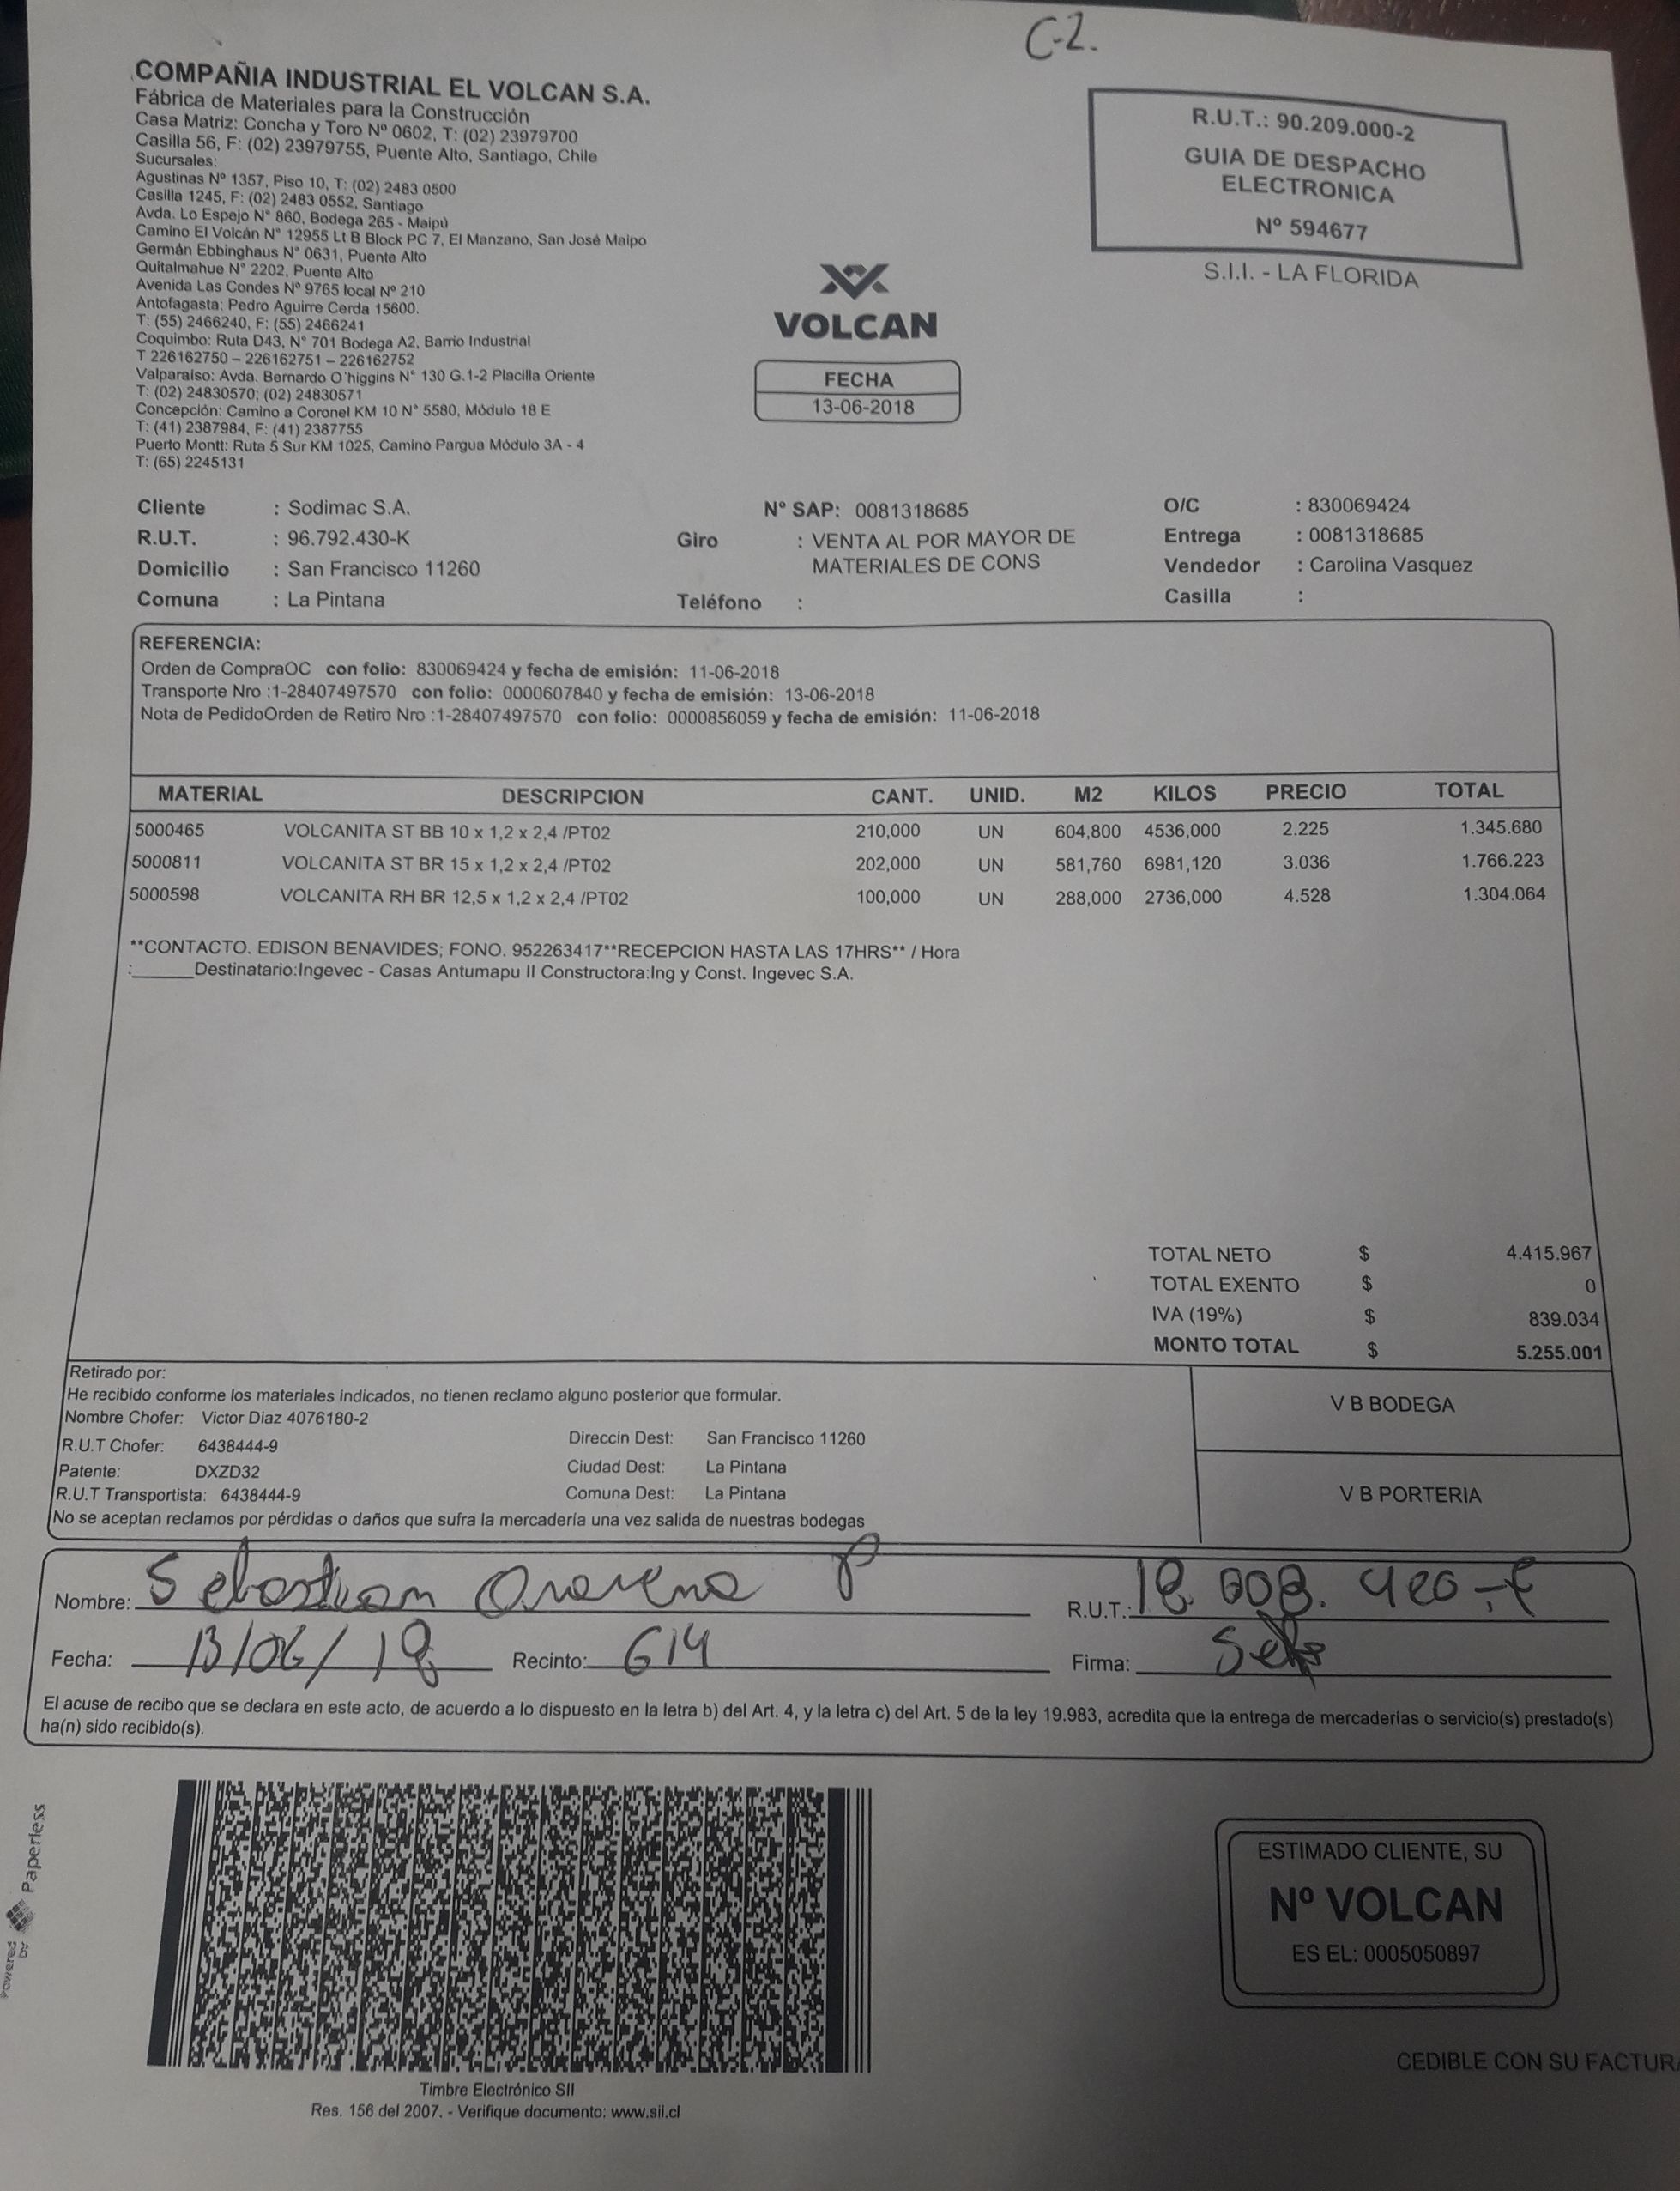 C-2.
COMPAÑIA INDUSTRIAL EL VOLCAN S.A.
Fábrica de Materiales para la Construcción
Casa Matriz: Concha y Toro Nº 0602, T: (02) 23979700
Casilla 56, F: (02) 23979755, Puente Alto, Santiago, Chile
Sucursales:
Agustinas Nº 1357, Piso 10, T: (02) 2483 0500
Casilla 1245, F: (02) 2483 0552, Santiago
Avda. Lo Espejo N° 860, Bodega 265 - Maipú
Camino El Volcán N° 12955 Lt B Block PC 7, El Manzano, San José Maipo
Germán Ebbinghaus N° 0631, Puente Alto
Quitalmahue N° 2202, Puente Alto
Avenida Las Condes Nº 9765 local Nº 210
Antofagasta: Pedro Aguirre Cerda 15600.
T: (55) 2466240, F: (55) 2466241
Coquimbo: Ruta D43, N° 701 Bodega A2, Barrio Industrial
T 226162750 – 226162751 – 226162752
Valparaiso: Avda. Bernardo O'higgins N° 130 G.1-2 Placilla Oriente
T: (02) 24830570; (02) 24830571
Concepción: Camino a Coronel KM 10 N° 5580, Módulo 18 E
T: (41) 2387984, F: (41) 2387755
Puerto Montt: Ruta 5 Sur KM 1025, Camino Pargua Módulo 3A - 4
T: (65) 2245131
VOLCAN
FECHA
13-06-2018
R.U.T.: 90.209.000-2
GUIA DE DESPACHO
ELECTRONICA
Nº 594677
S.I.I. - LA FLORIDA
Cliente : Sodimac S.A. Nº SAP: 0081318685 O/C : 830069424
R.U.T. : 96.792.430-K Giro : VENTA AL POR MAYOR DE Entrega : 0081318685
Domicilio : San Francisco 11260 MATERIALES DE CONS Vendedor : Carolina Vasquez
Comuna : La Pintana Teléfono : Casilla :
REFERENCIA:
Orden de CompraOC con folio: 830069424 y fecha de emisión: 11-06-2018
Transporte Nro :1-28407497570 con folio: 0000607840 y fecha de emisión: 13-06-2018
Nota de PedidoOrden de Retiro Nro :1-28407497570 con folio: 0000856059 y fecha de emisión: 11-06-2018
MATERIAL DESCRIPCION CANT. UNID. M2 KILOS PRECIO TOTAL
5000465 VOLCANITA ST BB 10 x 1,2 x 2,4 /PT02 210,000 UN 604,800 4536,000 2.225 1.345.680
5000811 VOLCANITA ST BR 15 x 1,2 x 2,4 /PT02 202,000 UN 581,760 6981,120 3.036 1.766.223
5000598 VOLCANITA RH BR 12,5 x 1,2 x 2,4 /PT02 100,000 UN 288,000 2736,000 4.528 1.304.064
**CONTACTO. EDISON BENAVIDES; FONO. 952263417**RECEPCION HASTA LAS 17HRS** / Hora
:______Destinatario:Ingevec - Casas Antumapu II Constructora:Ing y Const. Ingevec S.A.
TOTAL NETO $ 4.415.967
TOTAL EXENTO $ 0
IVA (19%) $ 839.034
MONTO TOTAL $ 5.255.001
Retirado por:
He recibido conforme los materiales indicados, no tienen reclamo alguno posterior que formular.
Nombre Chofer: Victor Diaz 4076180-2
R.U.T Chofer: 6438444-9 Direccin Dest: San Francisco 11260
Patente: DXZD32 Ciudad Dest: La Pintana
R.U.T Transportista: 6438444-9 Comuna Dest: La Pintana
No se aceptan reclamos por pérdidas o daños que sufra la mercadería una vez salida de nuestras bodegas
V B BODEGA
V B PORTERIA
Nombre: Sebastian Aravena P R.U.T.: 18.008.420-
Fecha: 13/06/18 Recinto: G14 Firma:
El acuse de recibo que se declara en este acto, de acuerdo a lo dispuesto en la letra b) del Art. 4, y la letra c) del Art. 5 de la ley 19.983, acredita que la entrega de mercaderías o servicio(s) prestado(s)
ha(n) sido recibido(s).
Powered by Paperless
Timbre Electrónico SII
Res. 156 del 2007. - Verifique documento: www.sii.cl
ESTIMADO CLIENTE, SU
Nº VOLCAN
ES EL: 0005050897
CEDIBLE CON SU FACTURA